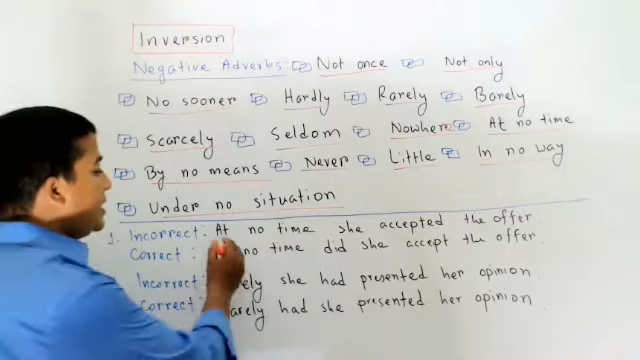 Inversion
Negative Adverbs: Not once Not only
No sooner Hardly Rarely Barely
Scarcely Seldom Nowhere At no time
By no means Never Little In no way
Under no situation
1. Incorrect: At no time she accepted the offer.
Correct: no time did she accept the offer.
Incorrect: she had presented her opinion.
Correct: had she presented her opinion.